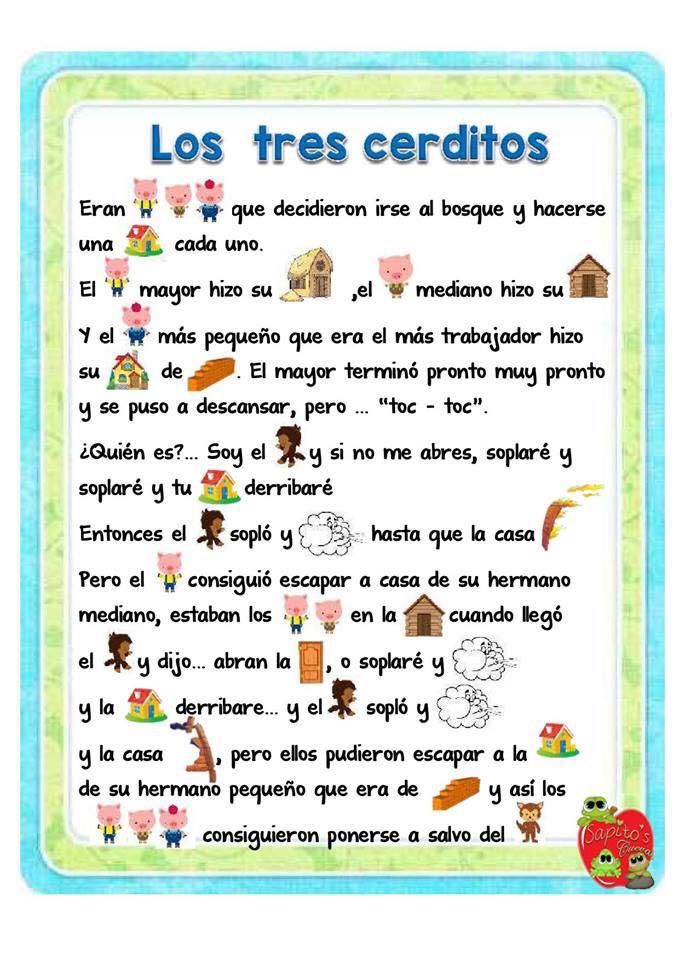 Los tres cerditos
Eran que decidieron irse al bosque y hacerse
una cada uno.
El mayor hizo su ,el mediano hizo su
Y el más pequeño que era el más trabajador hizo
su de . El mayor terminó pronto muy pronto
y se puso a descansar, pero ... “toc - toc”.
¿Quién es?... Soy el y si no me abres, soplaré y
soplaré y tu derribaré
Entonces el sopló y hasta que la casa
Pero el consiguió escapar a casa de su hermano
mediano, estaban los en la cuando llegó
el y dijo... abran la , o soplaré y
y la derribare... y el sopló y
y la casa , pero ellos pudieron escapar a la
de su hermano pequeño que era de y así los
consiguieron ponerse a salvo del
Sapito's